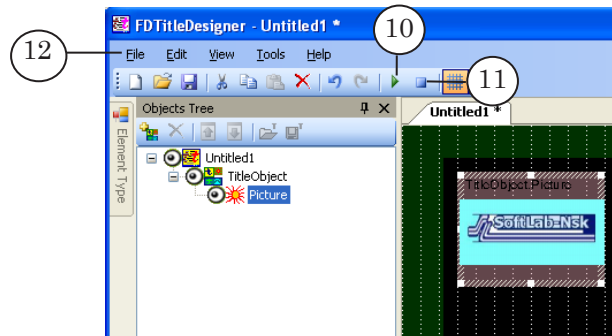 FDTitleDesigner - Untitled1 *
10
12
File Edit View Tools Help
11
Objects Tree
Untitled1 *
Element Type
Untitled1
TitleObject
Picture
TitleObject.Picture
SoftLab-Nsk